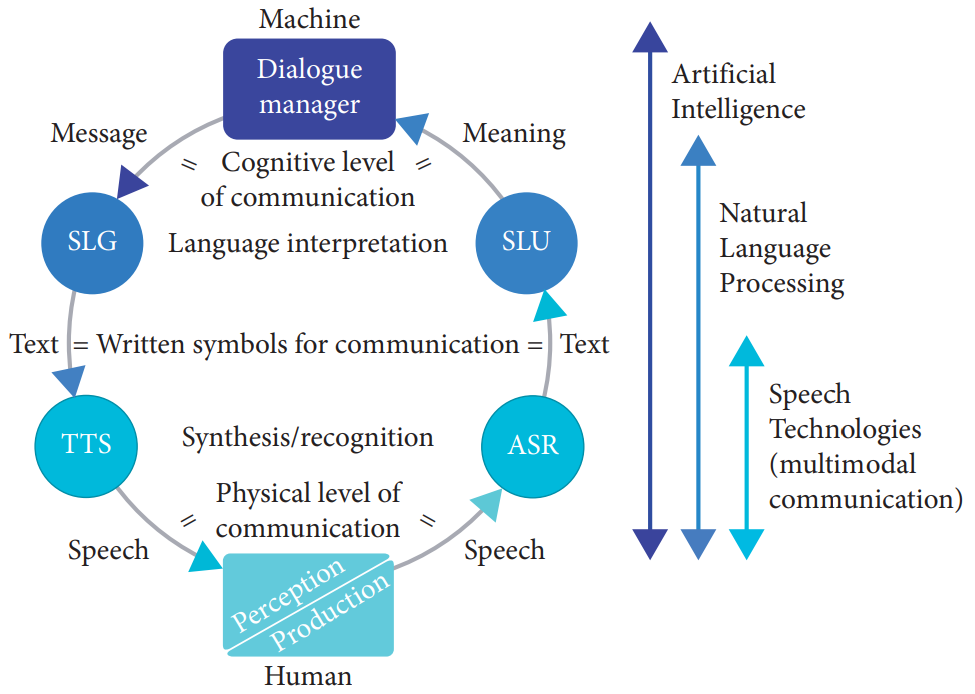 Machine
Dialogue
manager
Message
Meaning
= Cognitive level =
of communication
SLG
Language interpretation
SLU
Text = Written symbols for communication = Text
TTS
Synthesis/recognition
ASR
= Physical level of =
communication
Speech
Speech
Perception
Production
Human
Artificial
Intelligence
Natural
Language
Processing
Speech
Technologies
(multimodal
communication)